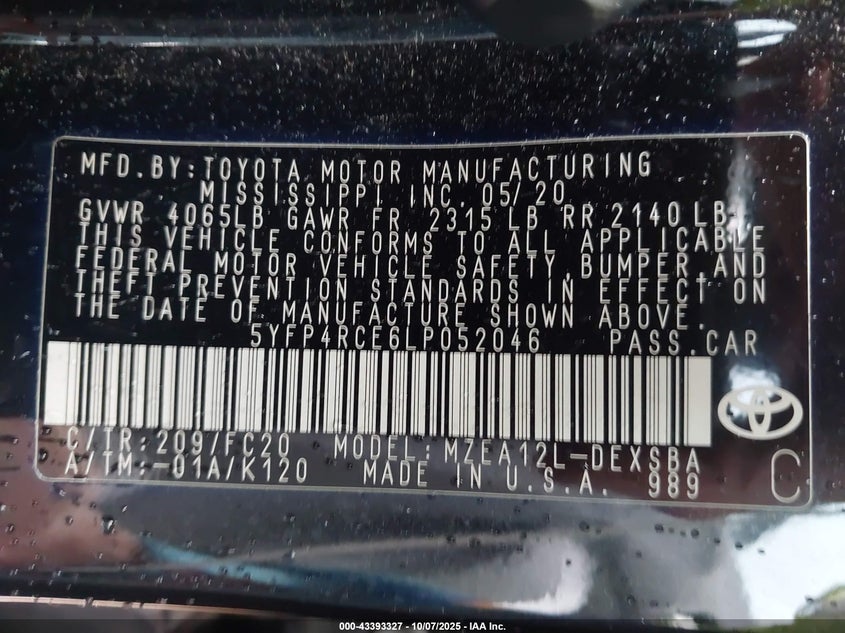 MFD.BY:TOYOTA MOTOR MANUFACTURING
MISSISSIPPI INC. 05/20
GVWR 4065LB GAWR FR 2315 LB RR 2140 LB
THIS VEHICLE CONFORMS TO ALL APPLICABLE
FEDERAL MOTOR VEHICLE SAFETY,BUMPER,AND
THEFT PREVENTION STANDARDS IN EFFECT ON
THE DATE OF MANUFACTURE SHOWN ABOVE.
5YFP4RCE6LP052046 PASS.CAR
C/TR:209/FC20 MODEL:MZEA12L-DEXSBA
A/TM:-01A/K120 MADE IN U.S.A. 989
C
000-43393327 - 10/07/2025 - IAA Inc.